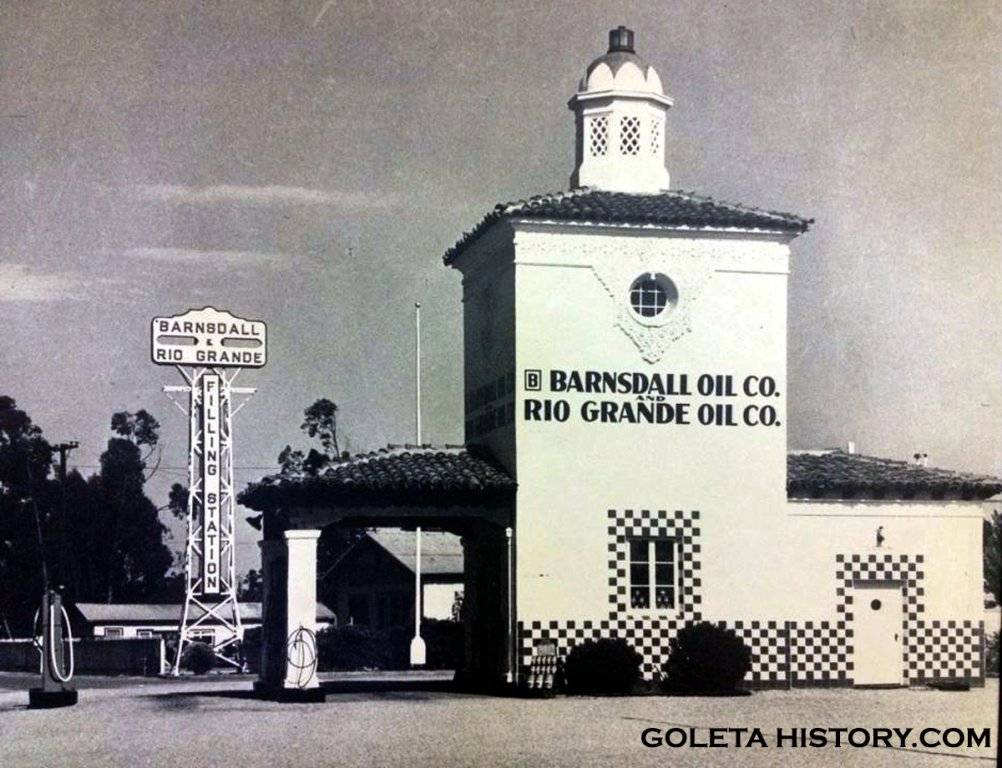 BARNSDALL
&
RIO GRANDE
FILLING STATION
B BARNSDALL OIL CO.
AND
RIO GRANDE OIL CO.
GOLETA HISTORY.COM